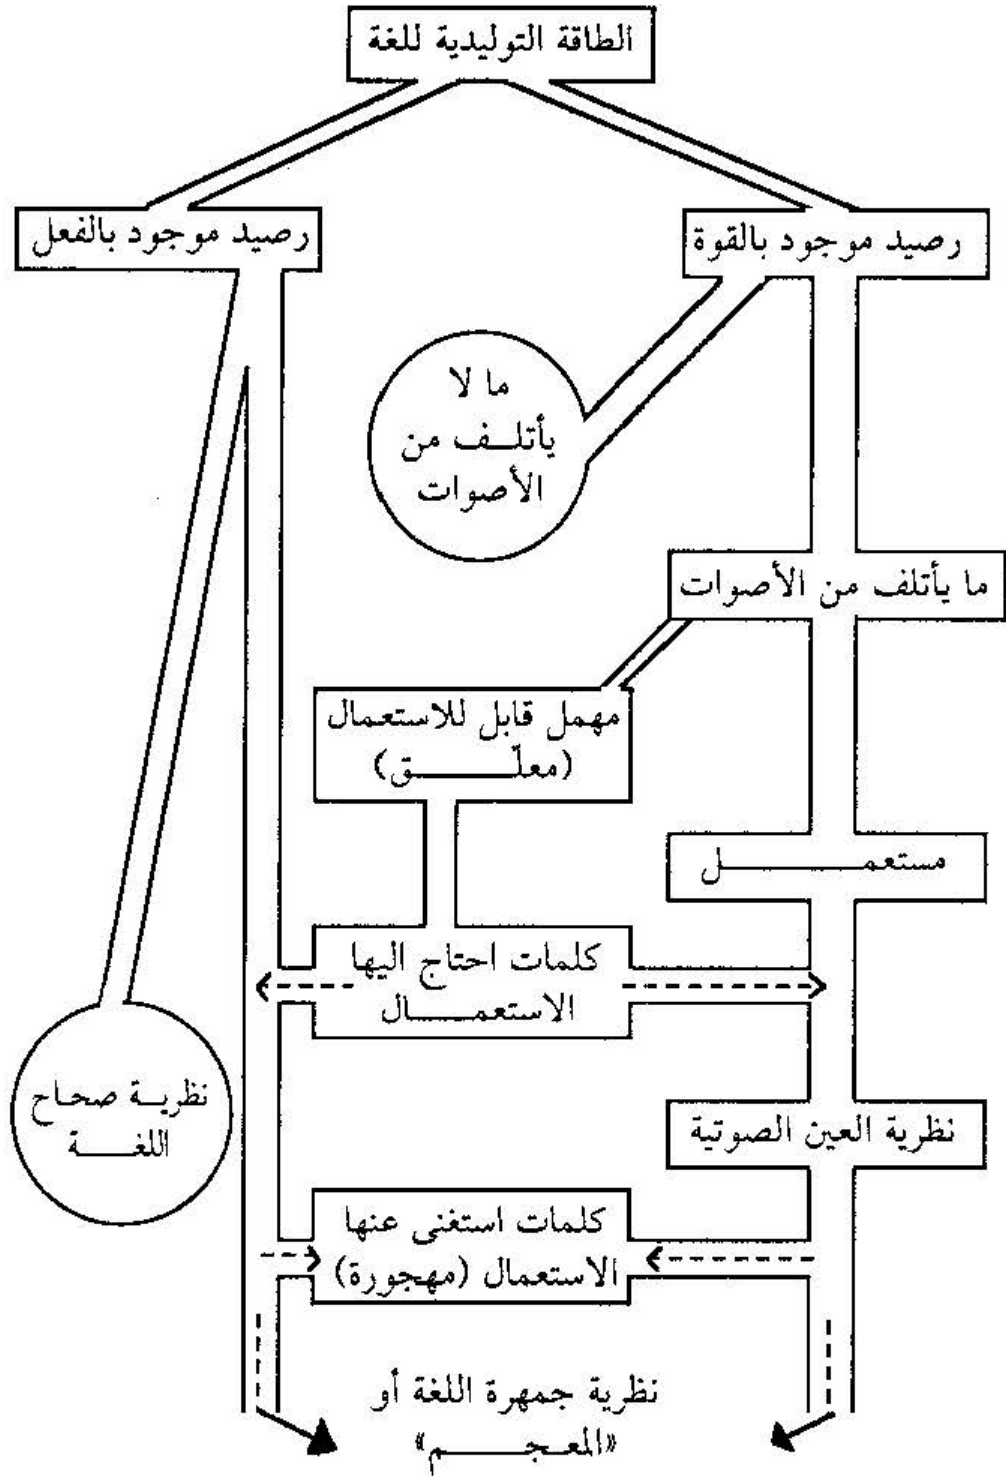 الطاقة التوليدية للغة
رصيد موجود بالقوة
رصيد موجود بالفعل
ما لا
يأتلف من
الأصوات
ما يأتلف من الأصوات
مهمل قابل للاستعمال
(معلّق)
مستعمل
كلمات احتاج اليها
الاستعمال
نظرية صحاح
اللغة
نظرية العين الصوتية
كلمات استغنى عنها
الاستعمال (مهجورة)
نظرية جمهرة اللغة أو
«المعجم»